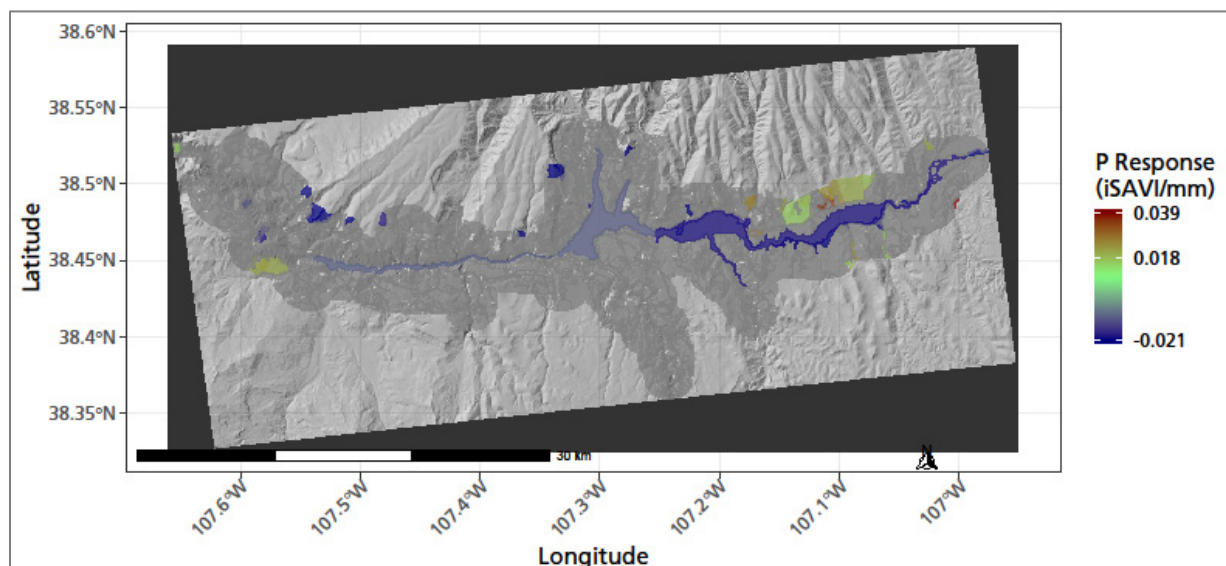 38.6°N
38.55°N
38.5°N
38.45°N
38.4°N
38.35°N
Latitude
30 km
N
107.6°W
107.5°W
107.4°W
107.3°W
107.2°W
107.1°W
107°W
Longitude
P Response
(iSAVI/mm)
0.039
0.018
-0.021